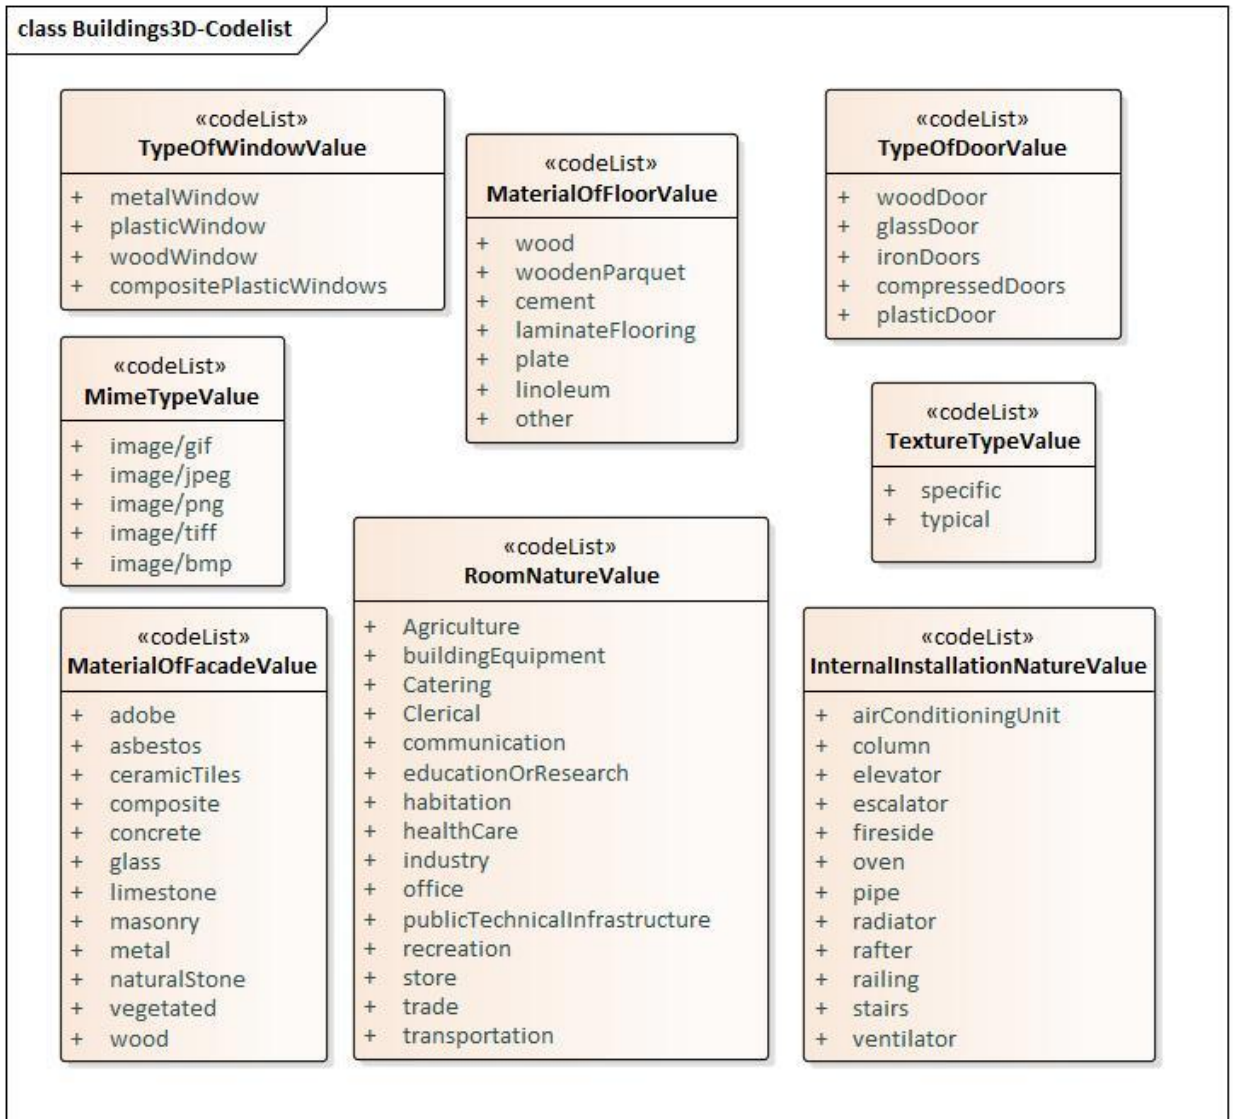 class Buildings3D-Codelist
«codeList»
TypeOfWindowValue
+ metalWindow
+ plasticWindow
+ woodWindow
+ compositePlasticWindows
«codeList»
MaterialOfFloorValue
+ wood
+ woodenParquet
+ cement
+ laminateFlooring
+ plate
+ linoleum
+ other
«codeList»
TypeOfDoorValue
+ woodDoor
+ glassDoor
+ ironDoors
+ compressedDoors
+ plasticDoor
«codeList»
MimeTypeValue
+ image/gif
+ image/jpeg
+ image/png
+ image/tiff
+ image/bmp
«codeList»
TextureTypeValue
+ specific
+ typical
«codeList»
MaterialOfFacadeValue
+ adobe
+ asbestos
+ ceramicTiles
+ composite
+ concrete
+ glass
+ limestone
+ masonry
+ metal
+ naturalStone
+ vegetated
+ wood
«codeList»
RoomNatureValue
+ Agriculture
+ buildingEquipment
+ Catering
+ Clerical
+ communication
+ educationOrResearch
+ habitation
+ healthCare
+ industry
+ office
+ publicTechnicalInfrastructure
+ recreation
+ store
+ trade
+ transportation
«codeList»
InternalInstallationNatureValue
+ airConditioningUnit
+ column
+ elevator
+ escalator
+ fireside
+ oven
+ pipe
+ radiator
+ rafter
+ railing
+ stairs
+ ventilator